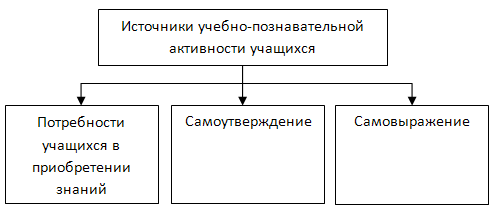 Источники учебно-познавательной
активности учащихся
Потребности
учащихся в
приобретении
знаний
Самоутверждение
Самовыражение